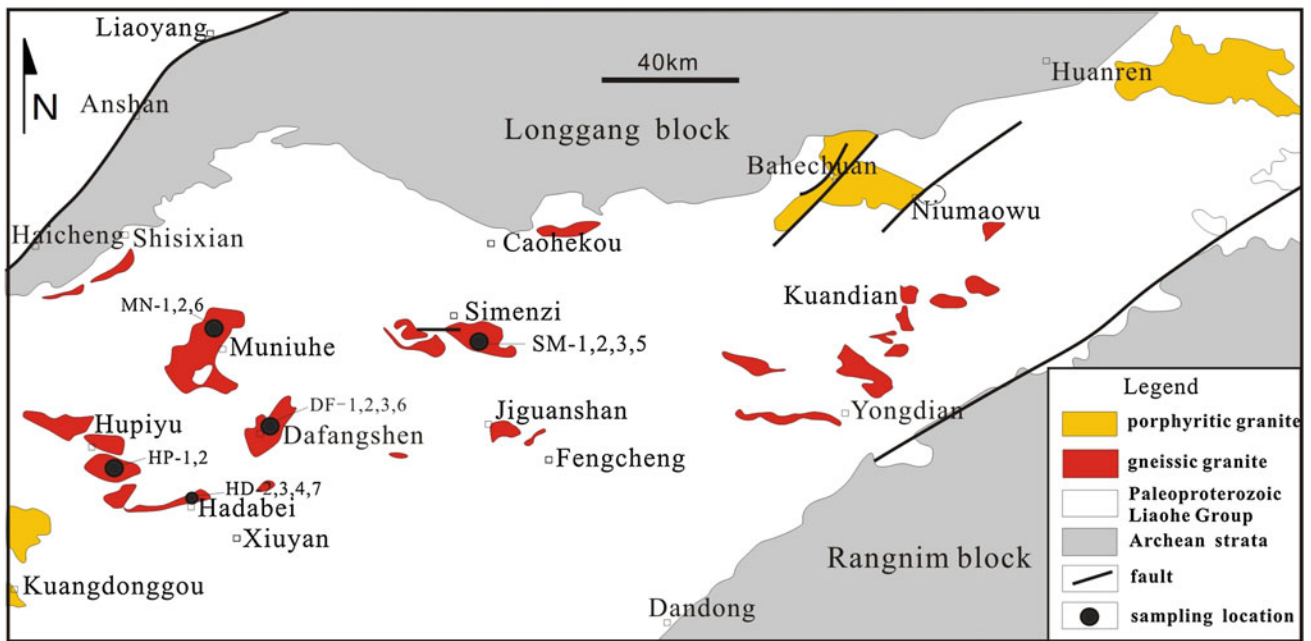 Liaoyang
40km
Huanren
N
Anshan
Longgang block
Bahechuan
Niumaowu
Haicheng
Shisixian
Caohekou
Kuandian
MN-1,2,6
Simenzi
Muniuhe
SM-1,2,3,5
Legend
DF-1,2,3,6
Jiguanshan
Yongdian
porphyritic granite
Hupiyu
Dafangshen
HP-1,2
Fengcheng
gneissic granite
HD-2,3,4,7
Hadabei
Paleoproterozoic
Liaohe Group
Xiuyan
Archean strata
Rangnim block
Kuangdonggou
fault
Dandong
sampling location